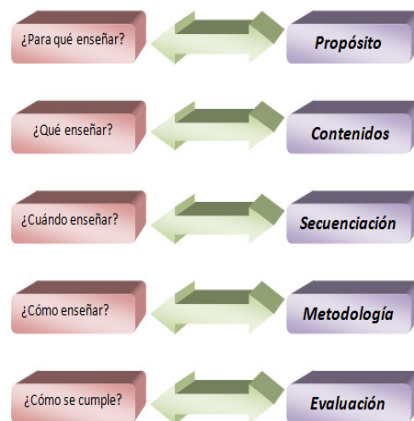 ¿Para qué enseñar? Propósito
¿Qué enseñar? Contenidos
¿Cuándo enseñar? Secuenciación
¿Cómo enseñar? Metodología
¿Cómo se cumple? Evaluación